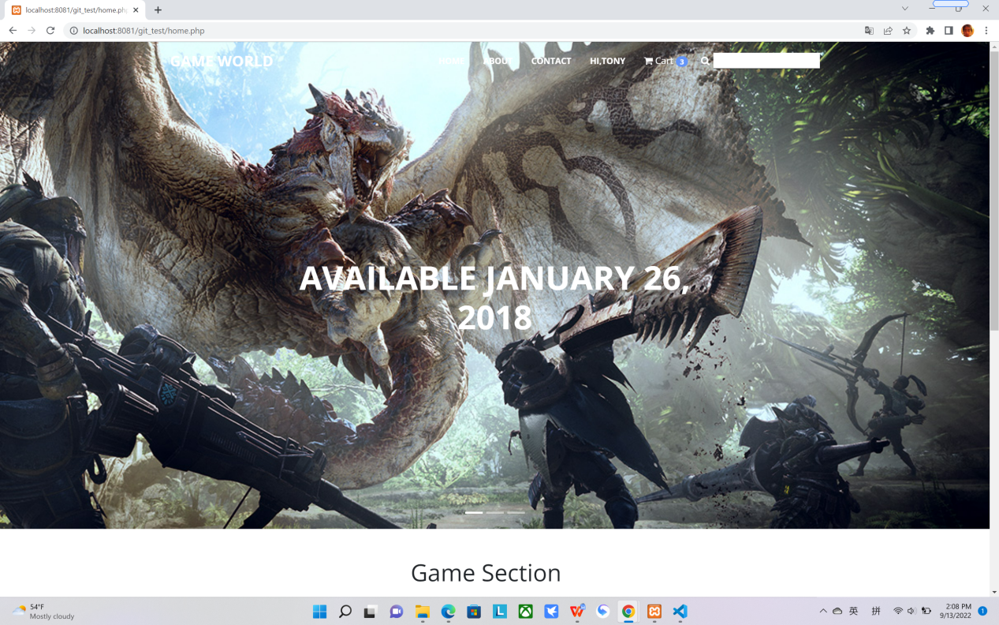 localhost:8081/git_test/home.php
localhost:8081/git_test/home.php
GAME WORLD
HOME ABOUT CONTACT HI,TONY Cart 3
AVAILABLE JANUARY 26,
2018
Game Section
54°F
Mostly cloudy
英 拼
2:08 PM
9/13/2022
1